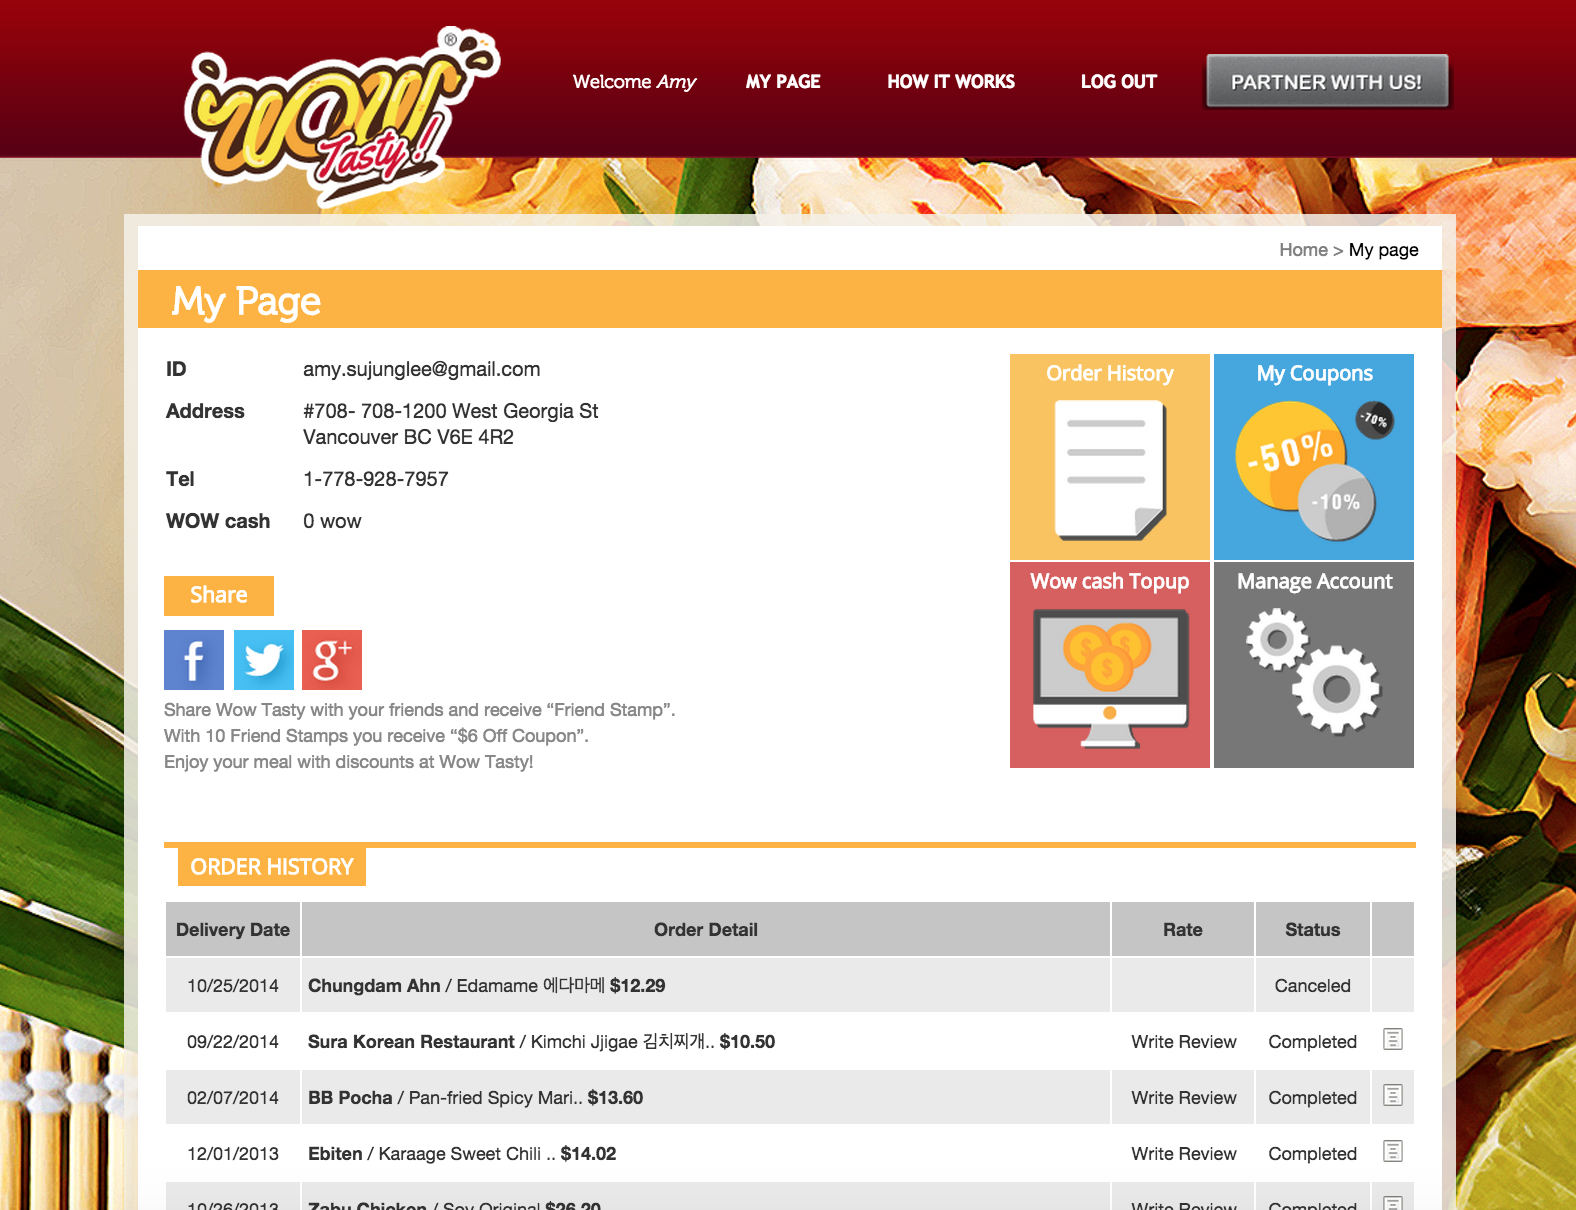 wow
Tasty!
®
Welcome Amy
MY PAGE
HOW IT WORKS
LOG OUT
PARTNER WITH US!
Home > My page
My Page
ID amy.sujunglee@gmail.com
Address #708- 708-1200 West Georgia St
Vancouver BC V6E 4R2
Tel 1-778-928-7957
WOW cash 0 wow
Order History
My Coupons
-50%
-70%
-10%
Wow cash Topup
$ $ $
Manage Account
Share
f
g+
Share Wow Tasty with your friends and receive “Friend Stamp”.
With 10 Friend Stamps you receive “$6 Off Coupon”.
Enjoy your meal with discounts at Wow Tasty!
ORDER HISTORY
Delivery Date Order Detail Rate Status
10/25/2014 Chungdam Ahn / Edamame 에다마메 $12.29 Canceled
09/22/2014 Sura Korean Restaurant / Kimchi Jjigae 김치찌개.. $10.50 Write Review Completed
02/07/2014 BB Pocha / Pan-fried Spicy Mari.. $13.60 Write Review Completed
12/01/2013 Ebiten / Karaage Sweet Chili .. $14.02 Write Review Completed
10/26/2013 Zabu Chicken / Soy Original $26.20 Write Review Completed